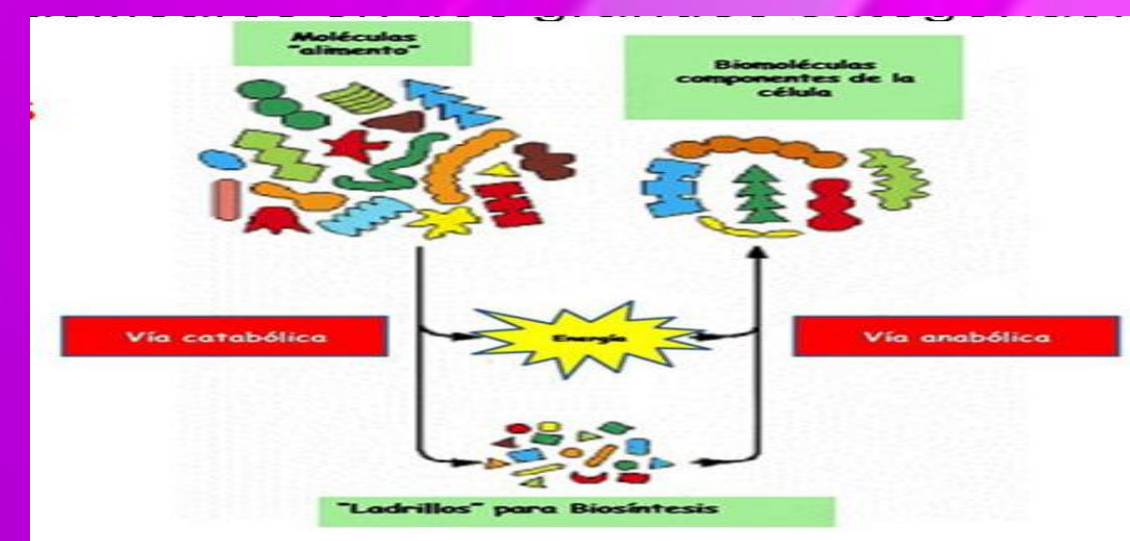 Moléculas
"alimento"
Biomoléculas
componentes de la
célula
Vía catabólica
Energía
Vía anabólica
"Ladrillos" para Biosíntesis